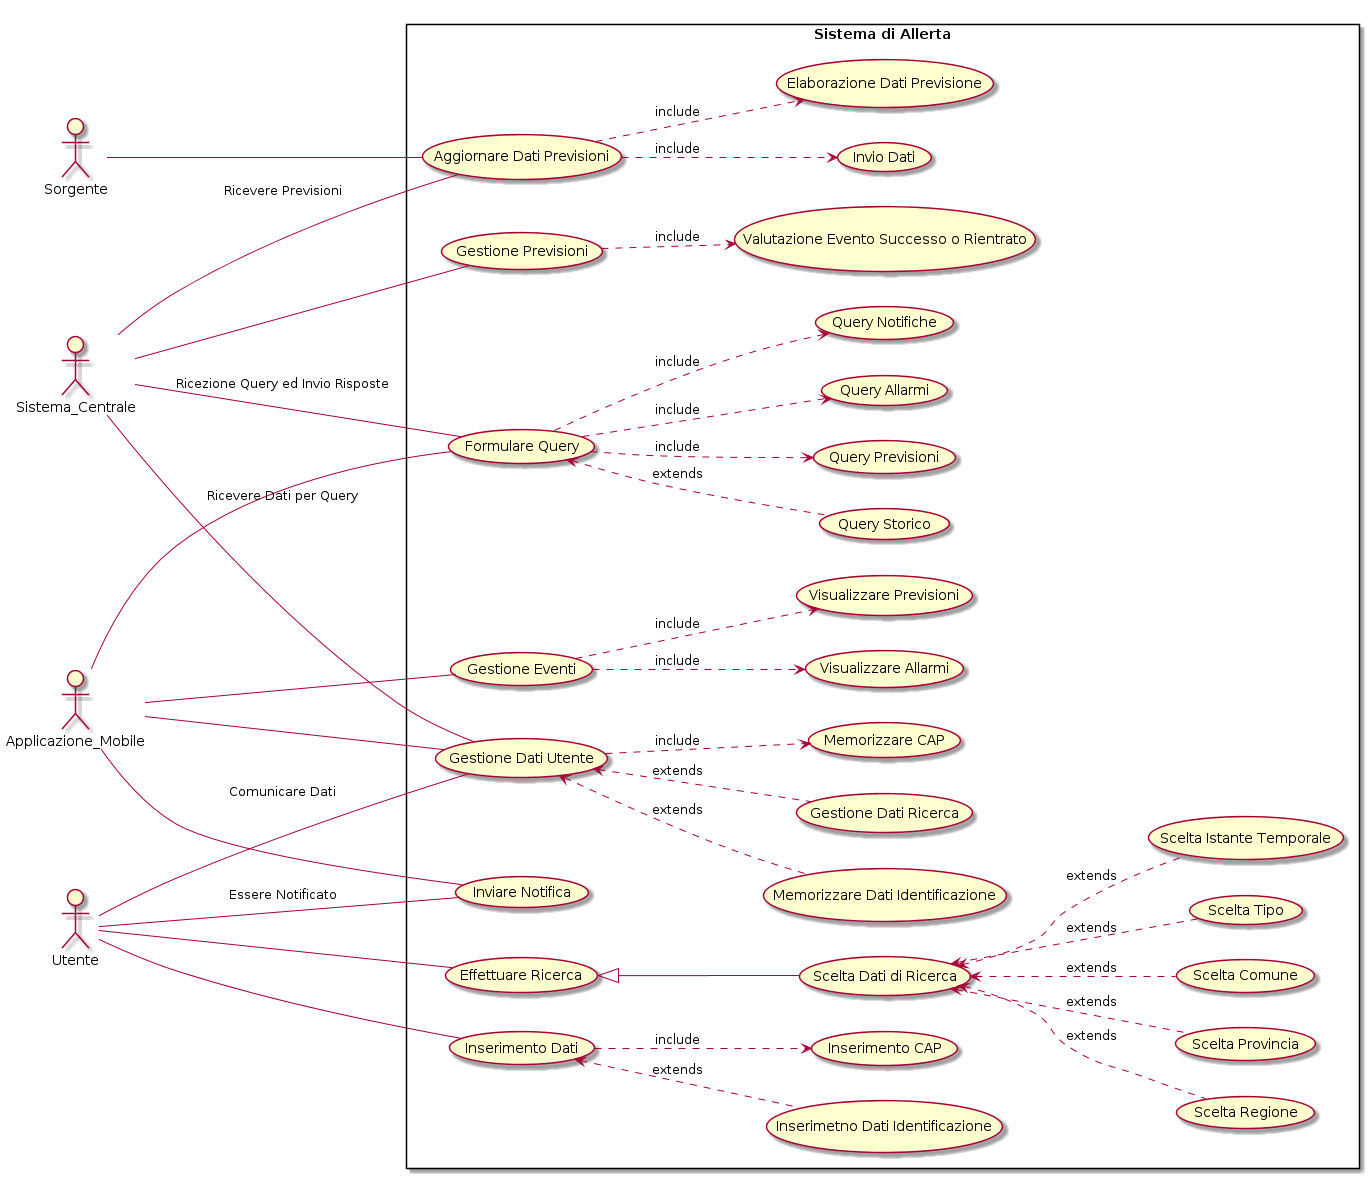 Sistema di Allerta
Elaborazione Dati Previsione
include
Sorgente
Aggiornare Dati Previsioni
include
Invio Dati
Ricevere Previsioni
Gestione Previsioni
include
Valutazione Evento Successo o Rientrato
Query Notifiche
include
Sistema_Centrale
Ricezione Query ed Invio Risposte
Query Allarmi
include
Formulare Query
include
Query Previsioni
extends
Ricevere Dati per Query
Query Storico
Visualizzare Previsioni
include
Applicazione_Mobile
Gestione Eventi
include
Visualizzare Allarmi
include
Memorizzare CAP
Gestione Dati Utente
extends
Comunicare Dati
extends
Gestione Dati Ricerca
Scelta Istante Temporale
extends
Utente
Essere Notificato
Inviare Notifica
Memorizzare Dati Identificazione
Scelta Tipo
extends
Effettuare Ricerca
Scelta Dati di Ricerca
extends
Scelta Comune
extends
Scelta Provincia
extends
Inserimento Dati
include
Inserimento CAP
extends
Scelta Regione
Inserimetno Dati Identificazione